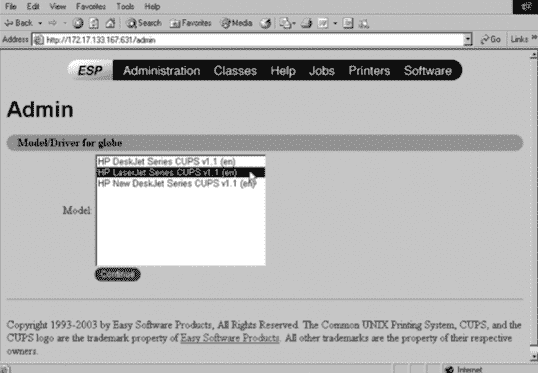 File Edit View Favorites Tools Help
Back Search Favorites Media
Address http://172.17.133.167:631/admin Go Links »
ESP Administration Classes Help Jobs Printers Software
Admin
Model/Driver for globe
HP DeskJet Series CUPS v1.1 (en)
HP LaserJet Series CUPS v1.1 (en)
HP New DeskJet Series CUPS v1.1 (en)
Model:
Continue
Copyright 1993-2003 by Easy Software Products, All Rights Reserved. The Common UNIX Printing System, CUPS, and the
CUPS logo are the trademark property of Easy Software Products. All other trademarks are the property of their respective
owners.
Internet